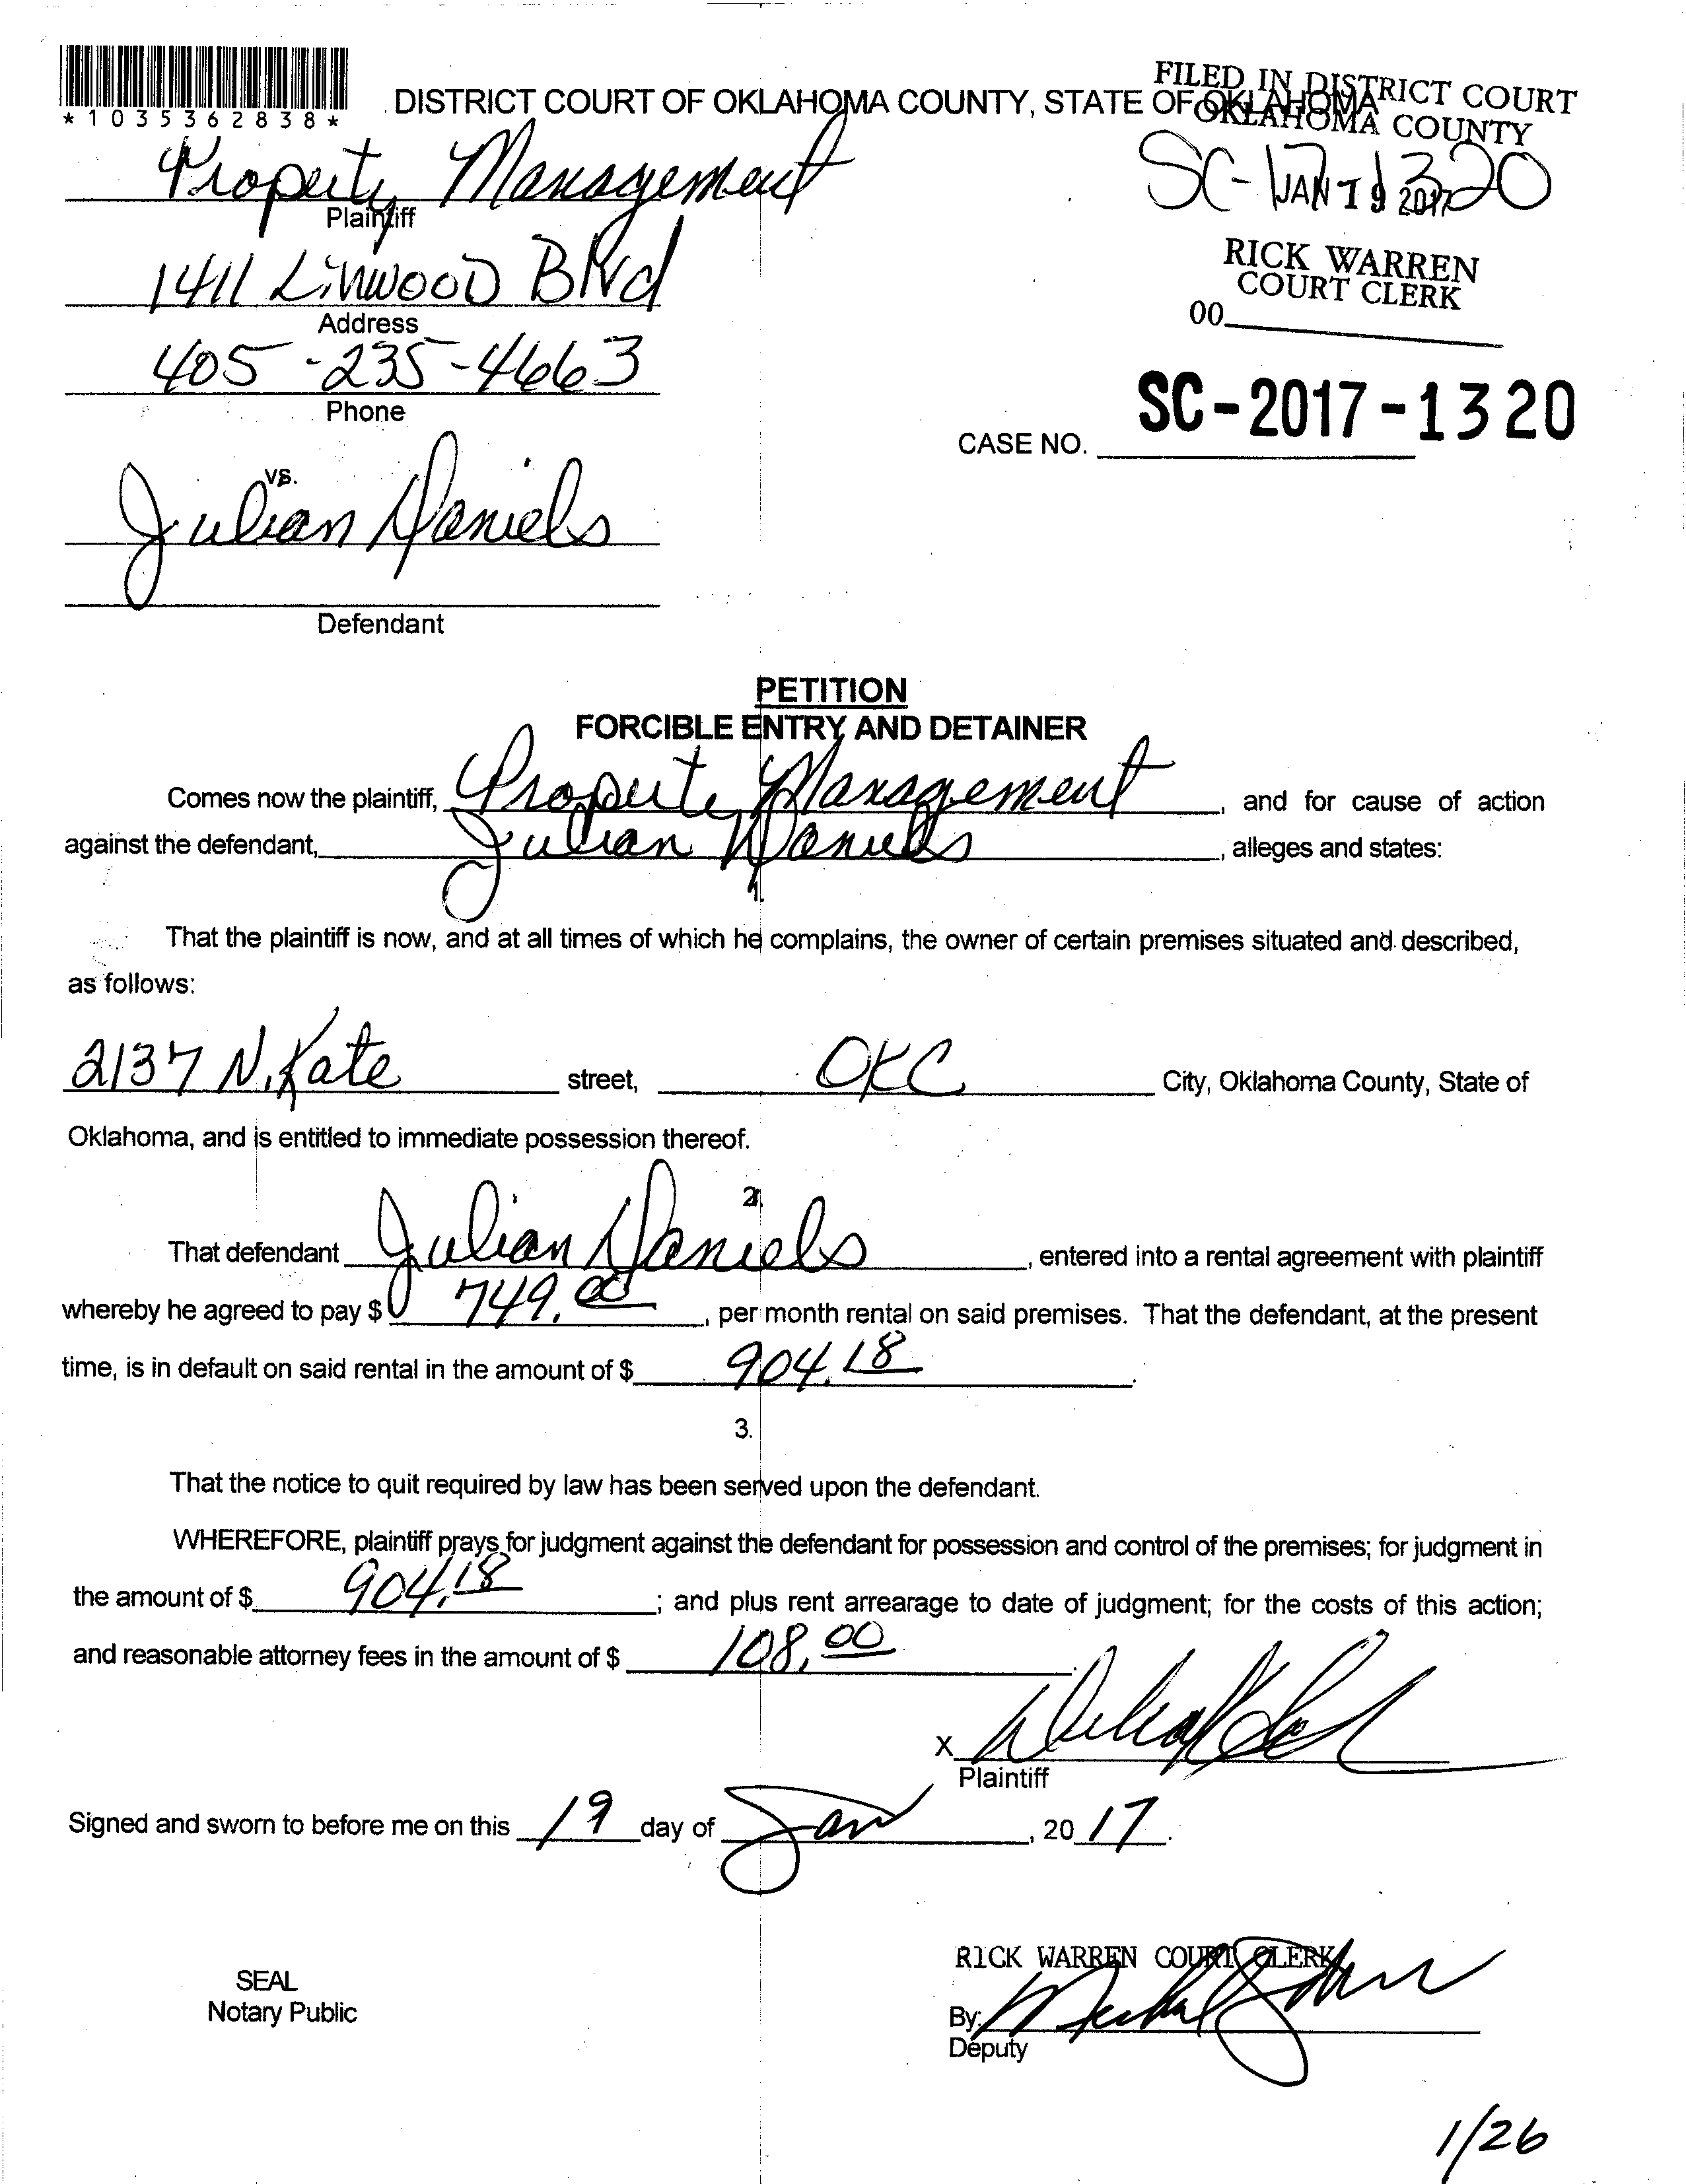 *1035362838*
DISTRICT COURT OF OKLAHOMA COUNTY, STATE OF OKLAHOMA
FILED IN DISTRICT COURT
OKLAHOMA COUNTY
SC-17-1320
JAN 19 2017
RICK WARREN
COURT CLERK
00
Property Management
Plaintiff
1411 Linwood Blvd
Address
405-235-4663
Phone
SC-2017-1320
CASE NO.
vs.
Julian Daniels
Defendant
PETITION
FORCIBLE ENTRY AND DETAINER
Comes now the plaintiff, Property Management, and for cause of action
against the defendant, Julian Daniels, alleges and states:
1.
That the plaintiff is now, and at all times of which he complains, the owner of certain premises situated and described,
as follows:
2137 N. Kate street, OKC City, Oklahoma County, State of
Oklahoma, and is entitled to immediate possession thereof.
2.
That defendant Julian Daniels, entered into a rental agreement with plaintiff
whereby he agreed to pay $ 749.00, per month rental on said premises. That the defendant, at the present
time, is in default on said rental in the amount of $ 904.18.
3.
That the notice to quit required by law has been served upon the defendant.
WHEREFORE, plaintiff prays for judgment against the defendant for possession and control of the premises; for judgment in
the amount of $ 904.18; and plus rent arrearage to date of judgment; for the costs of this action;
and reasonable attorney fees in the amount of $ 108.00.
X
Plaintiff
Signed and sworn to before me on this 19 day of Jan, 2017.
RICK WARREN COURT CLERK
SEAL
Notary Public
By:
Deputy
1/26